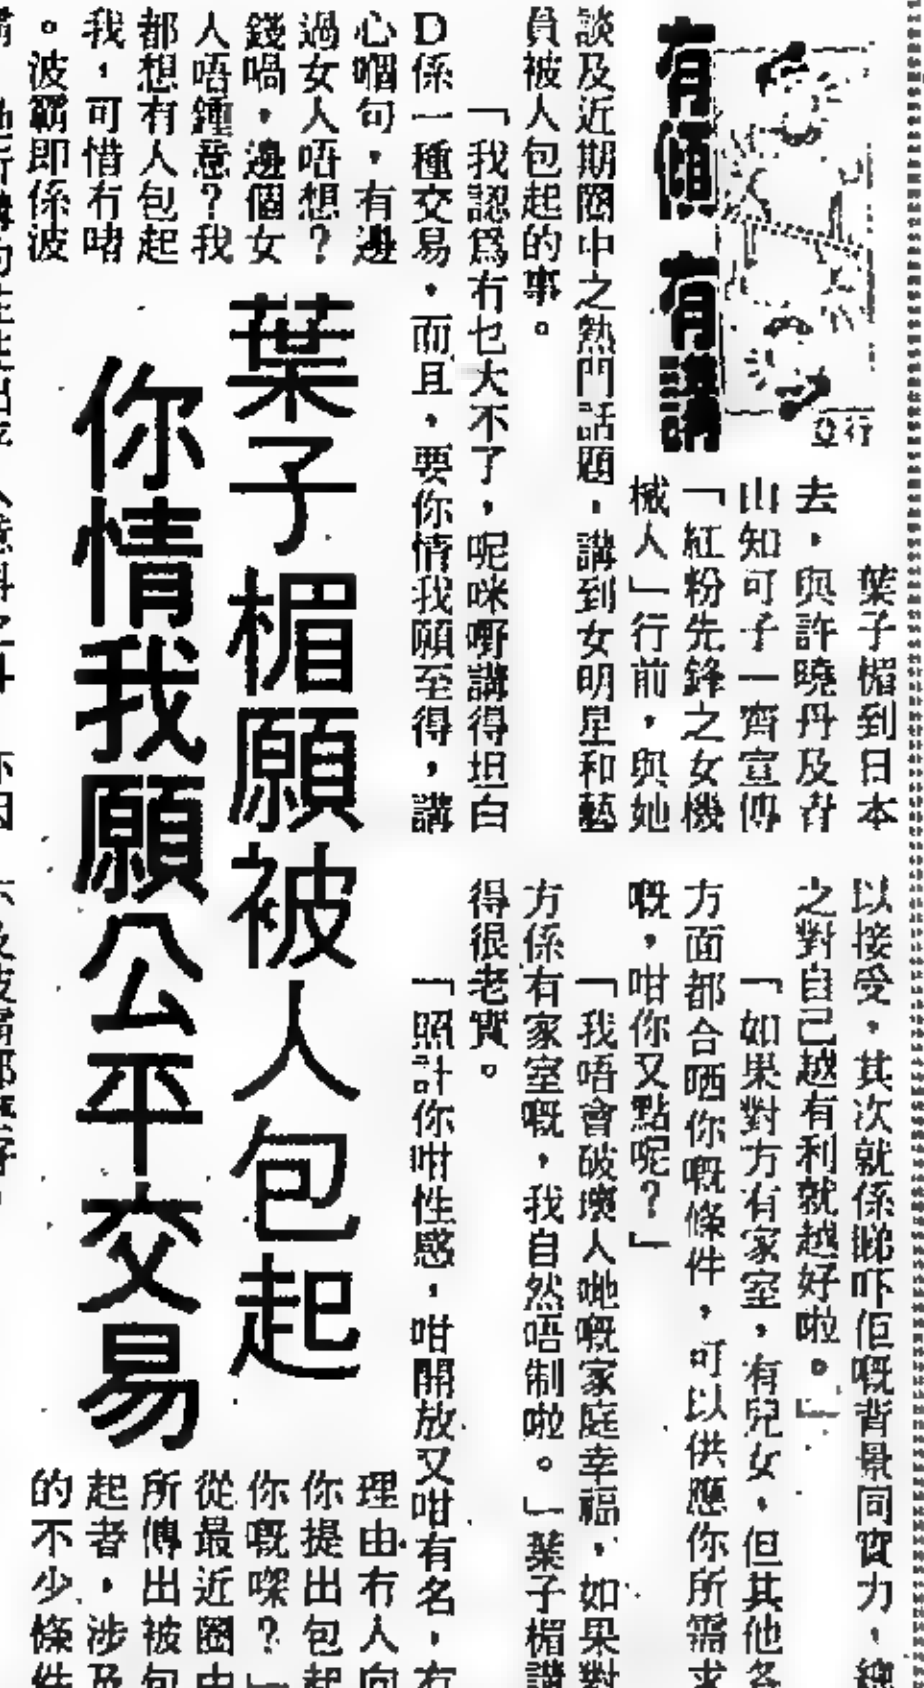 有傾有講
葉子楣願被人包起
你情我願公平交易
葉子楣到日本
去，與許曉丹及青
山知可子一齊宣傳
「紅粉先鋒之女機
械人」行前，與她
談及近期圈中之熱門話題，講到女明星和藝
員被人包起的事。
「我認爲冇乜大不了，呢咪嘢講得坦白
D係一種交易，而且，要你情我願至得，講
心嗰句，有邊
過女人唔想？
錢喎，邊個女
人唔鍾意？我
都想有人包起
我，可惜冇啫
。波霸即係波
以接受，其次就係睇吓佢嘅背景同實力，總
之對自己越有利就越好啦。」
「如果對方有家室，有兒女，但其他各
方面都合晒你嘅條件，可以供應你所需求
嘅，咁你又點呢？」
「我唔會破壞人哋嘅家庭幸福，如果對
方係有家室嘅，我自然唔制啦。」葉子楣講
得很老實。
「照計你咁性感，咁開放又咁有名，冇
理由冇人向
你提出包起
你嘅㗎？」
從最近圈中
所傳出被包
起者，涉及
的不少條件